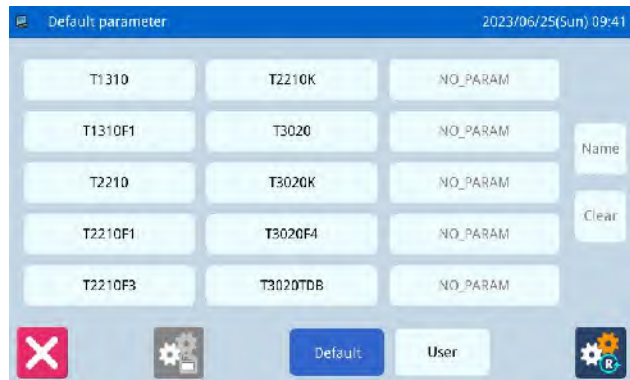 Default parameter 2023/06/25(Sun) 09:41
T1310 T2210K NO_PARAM
T1310F1 T3020 NO_PARAM
Name
T2210 T3020K NO_PARAM
Clear
T2210F1 T3020F4 NO_PARAM
T2210F3 T3020TDB NO_PARAM
Default User
R